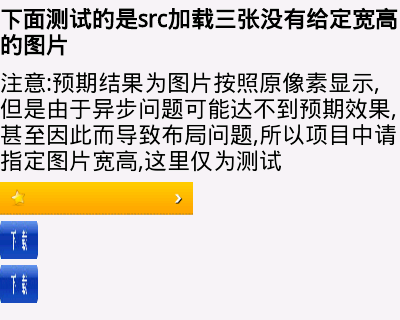 下面测试的是src加载三张没有给定宽高
的图片
注意:预期结果为图片按照原像素显示,
但是由于异步问题可能达不到预期效果,
甚至因此而导致布局问题,所以项目中请
指定图片宽高,这里仅为测试
下载
下载